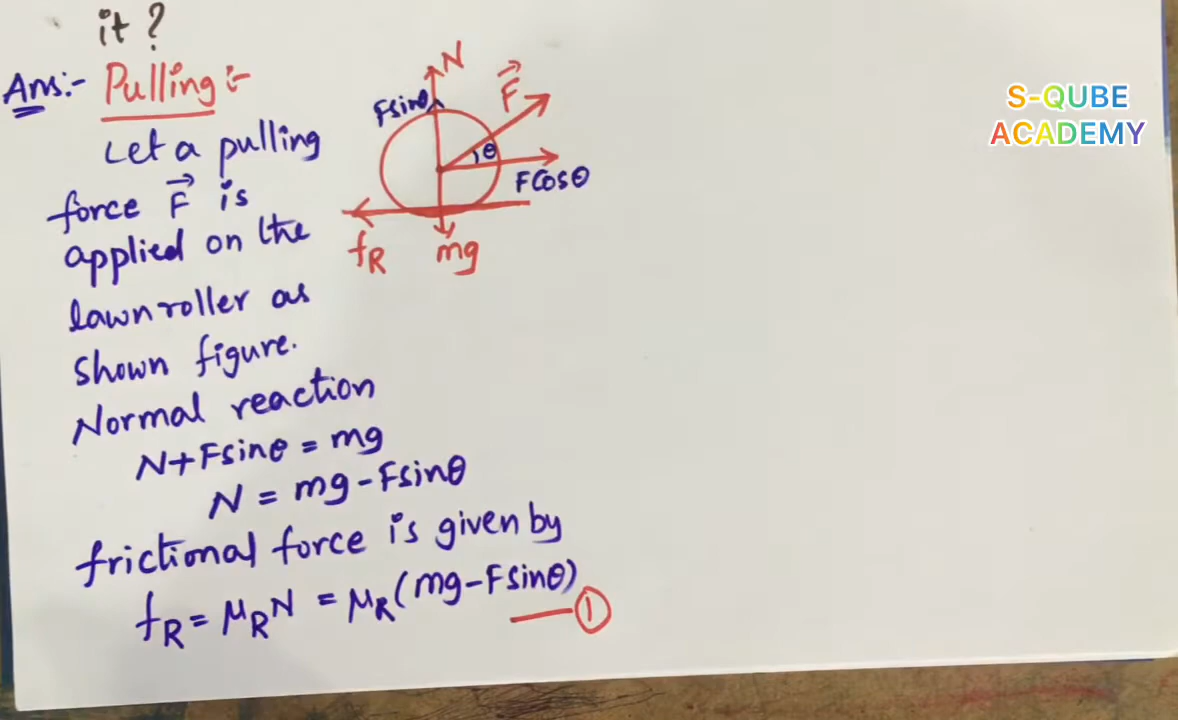 it?
Ans:- Pulling:-
Let a pulling
force F⃗ is
applied on the
lawn roller as
shown figure.
Normal reaction
N+Fsinθ = mg
N = mg-Fsinθ
frictional force is given by
fR = μRN = μR(mg-Fsinθ)
①
N
F⃗
Fsinθ
θ
FCosθ
fR
mg
S-QUBE
ACADEMY